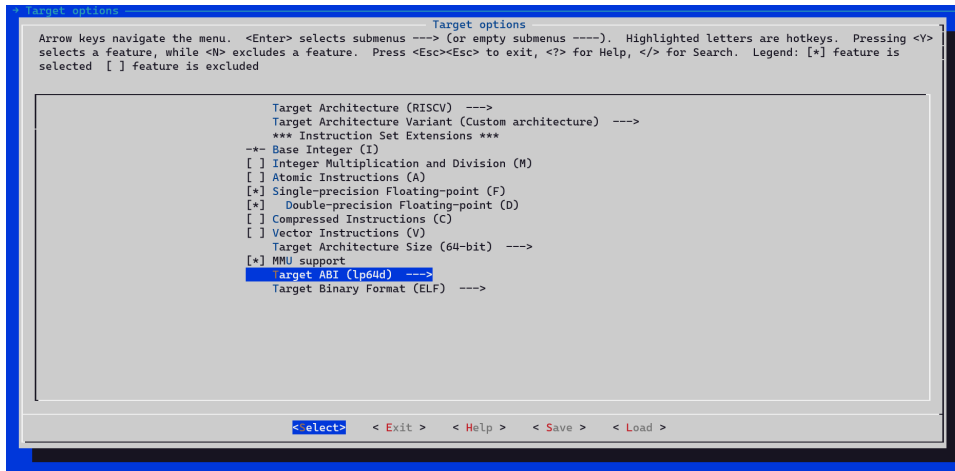 → Target options
Target options
Arrow keys navigate the menu.  <Enter> selects submenus ---> (or empty submenus ----).  Highlighted letters are hotkeys.  Pressing <Y>
selects a feature, while <N> excludes a feature.  Press <Esc><Esc> to exit, <?> for Help, </> for Search.  Legend: [*] feature is
selected  [ ] feature is excluded
Target Architecture (RISCV)  --->
Target Architecture Variant (Custom architecture)  --->
*** Instruction Set Extensions ***
-*- Base Integer (I)
[ ] Integer Multiplication and Division (M)
[ ] Atomic Instructions (A)
[*] Single-precision Floating-point (F)
[*]   Double-precision Floating-point (D)
[ ] Compressed Instructions (C)
[ ] Vector Instructions (V)
Target Architecture Size (64-bit)  --->
[*] MMU support
Target ABI (lp64d)  --->
Target Binary Format (ELF)  --->
<Select>    < Exit >    < Help >    < Save >    < Load >